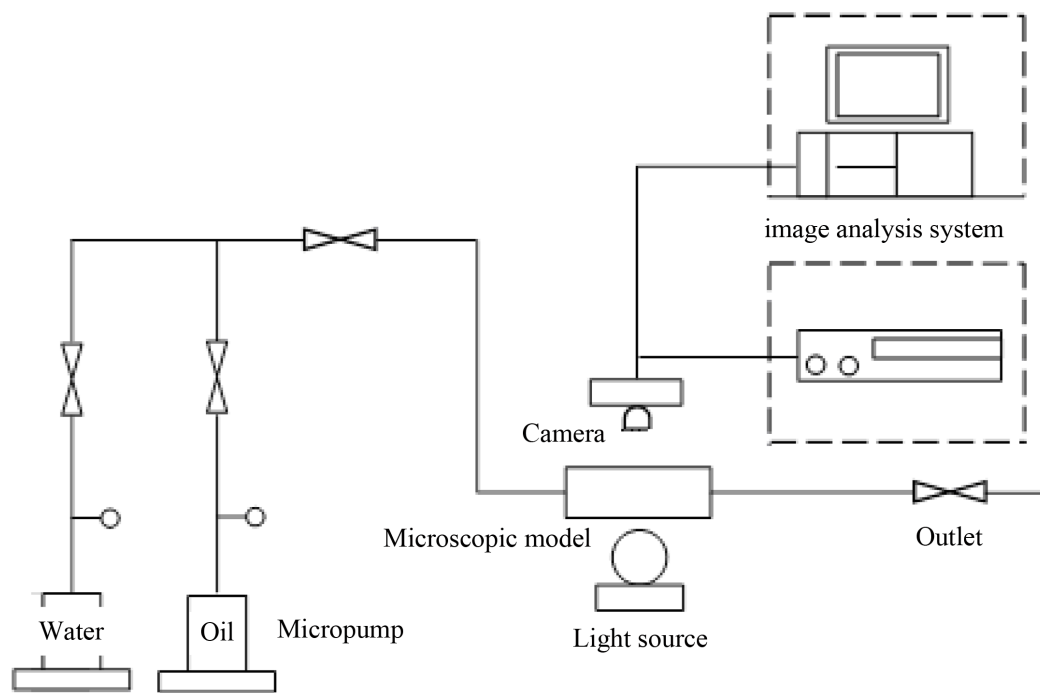 image analysis system
Camera
Microscopic model
Outlet
Water
Oil
Micropump
Light source